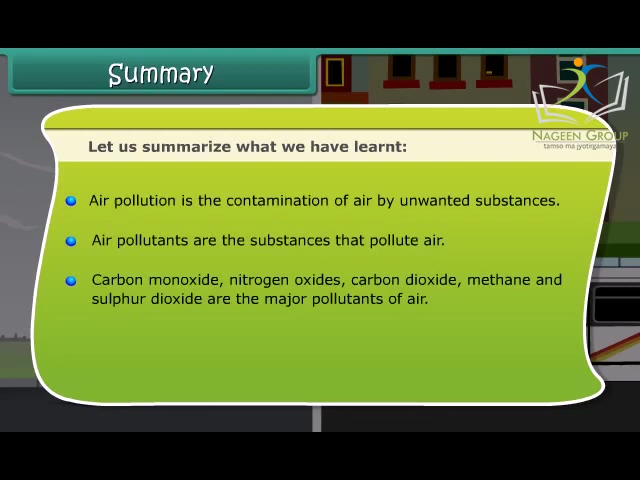 Summary
NAGEEN GROUP
tamso ma jyotirgamaya
Let us summarize what we have learnt:
Air pollution is the contamination of air by unwanted substances.
Air pollutants are the substances that pollute air.
Carbon monoxide, nitrogen oxides, carbon dioxide, methane and
sulphur dioxide are the major pollutants of air.